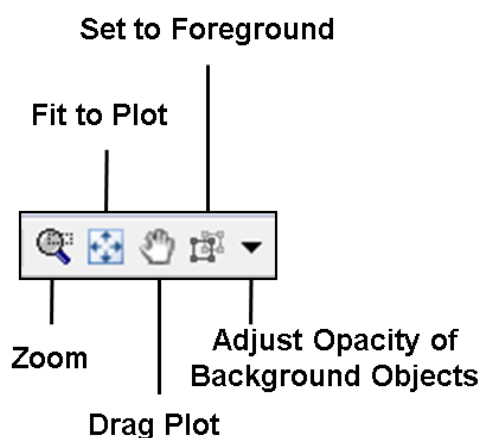 Set to Foreground
Fit to Plot
Zoom
Adjust Opacity of
Background Objects
Drag Plot